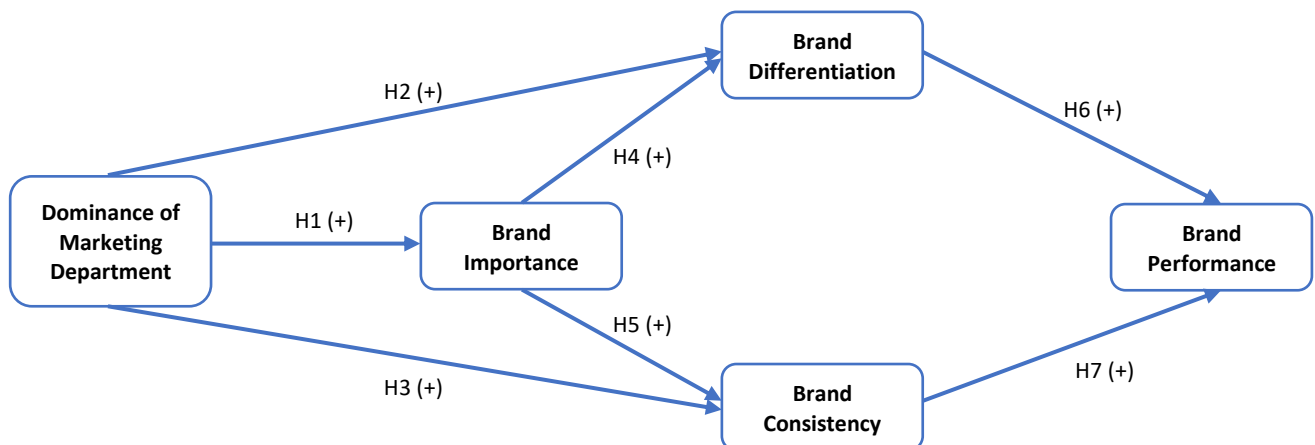 Brand
Differentiation
H2 (+)
H6 (+)
H4 (+)
Dominance of
Marketing
Department
H1 (+)
Brand
Importance
Brand
Performance
H5 (+)
H3 (+)
H7 (+)
Brand
Consistency